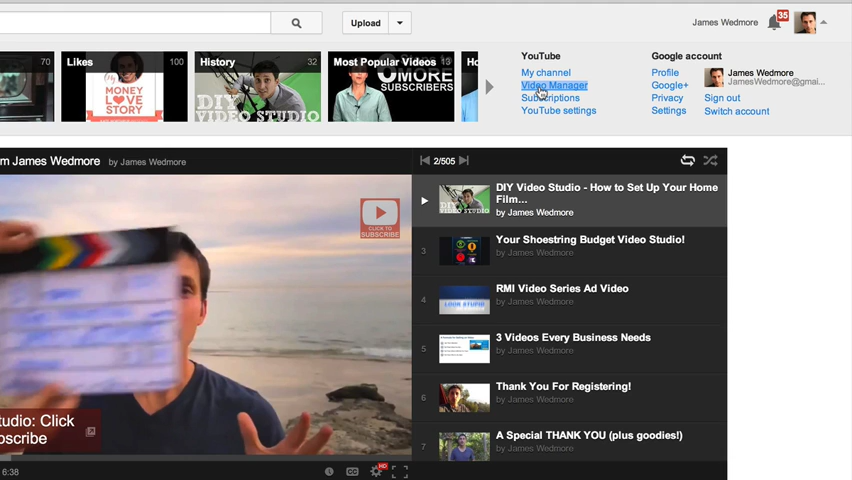 Upload
James Wedmore
35
70
Likes 100
MONEY
LOVE
STORY
History 32
DIY
VIDEO STUDIO
Most Popular Videos 13
MORE
SUBSCRIBERS
YouTube
My channel
Video Manager
Subscriptions
YouTube settings
Google account
Profile
Google+
Privacy
Settings
James Wedmore
JamesWedmore@gmai...
Sign out
Switch account
m James Wedmore by James Wedmore
2/505
CLICK TO
SUBSCRIBE
tudio: Click
bscribe
6:38
HD
DIY Video Studio - How to Set Up Your Home
Film...
by James Wedmore
3
Your Shoestring Budget Video Studio!
by James Wedmore
4
RMI Video Series Ad Video
by James Wedmore
5
3 Videos Every Business Needs
by James Wedmore
6
Thank You For Registering!
by James Wedmore
7
A Special THANK YOU (plus goodies!)
by James Wedmore